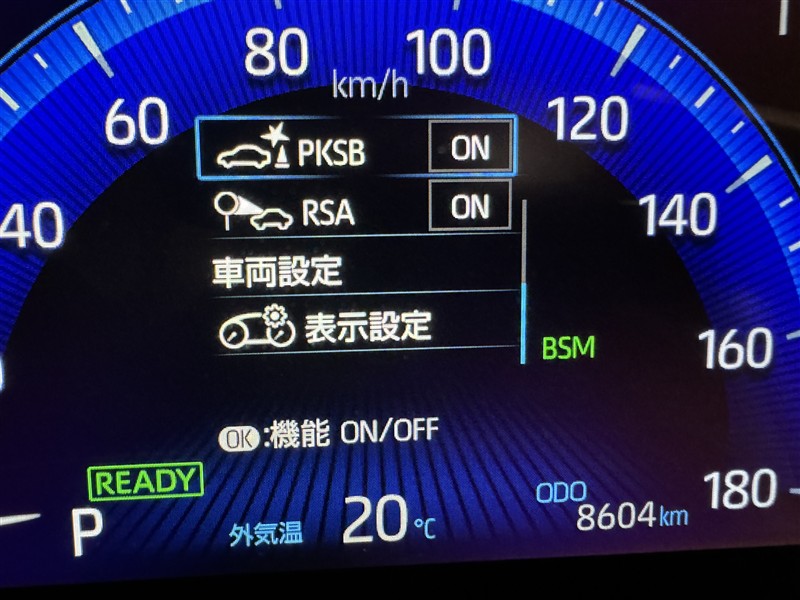 80 100
km/h
60 120
PKSB ON
40 RSA ON 140
車両設定
表示設定
BSM 160
OK:機能 ON/OFF
READY
P 外気温 20℃ ODO 8604km 180